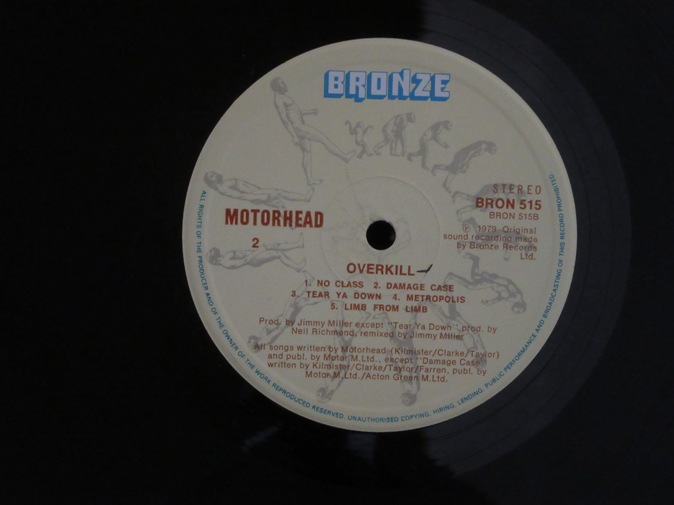 BRONZE
STEREO
BRON 515
BRON 515B
MOTORHEAD
2
℗ 1979 Original
sound recording made
by Bronze Records
Ltd.
OVERKILL
1. NO CLASS 2. DAMAGE CASE
3. TEAR YA DOWN 4. METROPOLIS
5. LIMB FROM LIMB
Prod. by Jimmy Miller except "Tear Ya Down" prod. by
Neil Richmond, remixed by Jimmy Miller
All songs written by Motorhead (Kilmister/Clarke/Taylor)
and publ. by Motor M.Ltd., except "Damage Case"
written by Kilmister/Clarke/Taylor/Farren, publ. by
Motor M.Ltd./Acton Green M.Ltd.
ALL RIGHTS OF THE PRODUCER AND OF THE OWNER OF THE WORK REPRODUCED RESERVED. UNAUTHORISED COPYING, HIRING, LENDING, PUBLIC PERFORMANCE AND BROADCASTING OF THIS RECORD PROHIBITED.